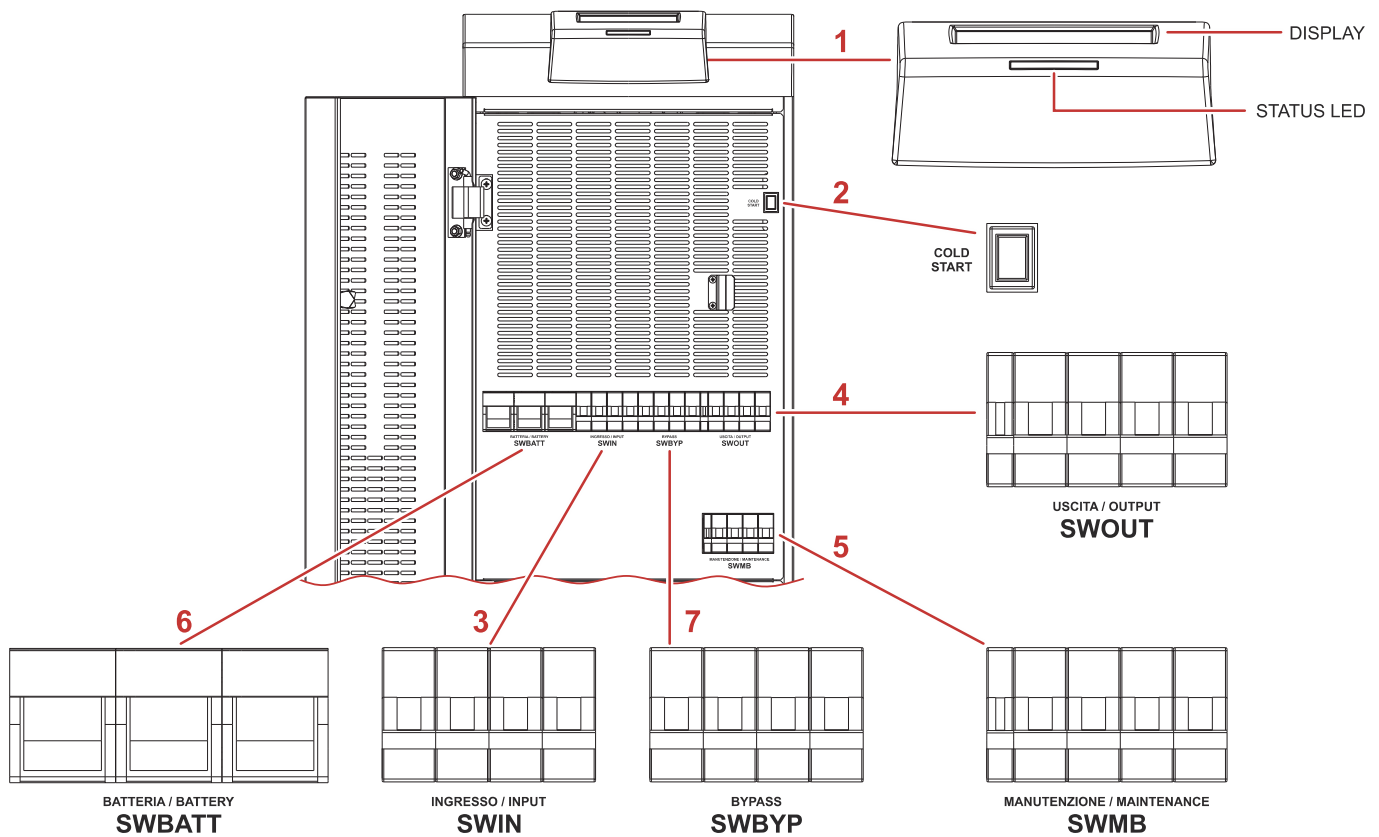 1
DISPLAY
STATUS LED
2
COLD
START
COLD
START
4
BATTERIA / BATTERY
SWBATT
INGRESSO / INPUT
SWIN
BYPASS
SWBYP
USCITA / OUTPUT
SWOUT
USCITA / OUTPUT
SWOUT
5
MANUTENZIONE / MAINTENANCE
SWMB
6
3
7
BATTERIA / BATTERY
SWBATT
INGRESSO / INPUT
SWIN
BYPASS
SWBYP
MANUTENZIONE / MAINTENANCE
SWMB